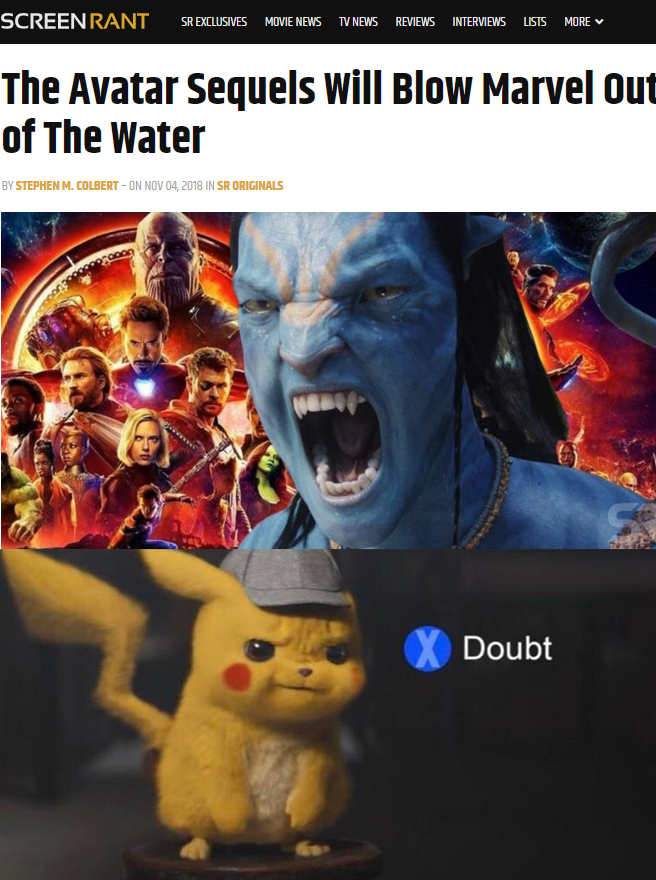 SCREENRANT SR EXCLUSIVES MOVIE NEWS TV NEWS REVIEWS INTERVIEWS LISTS MORE
The Avatar Sequels Will Blow Marvel Out
of The Water
BY STEPHEN M. COLBERT – ON NOV 04, 2018 IN SR ORIGINALS
SR
X Doubt